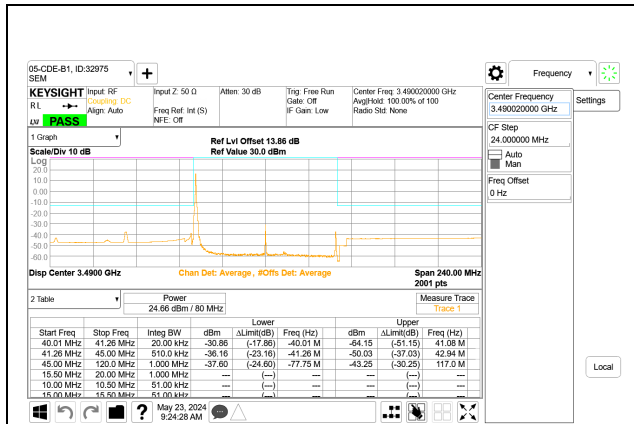 05-CDE-B1, ID:32975
SEM
Frequency
KEYSIGHT
R L
LXI
PASS
Input: RF
Coupling: DC
Align: Auto
Input Z: 50 Ω
Freq Ref: Int (S)
NFE: Off
Atten: 30 dB
Trig: Free Run
Gate: Off
IF Gain: Low
Center Freq: 3.490020000 GHz
Avg|Hold: 100.00% of 100
Radio Std: None
Center Frequency
3.490020000 GHz
Settings
CF Step
24.000000 MHz
Auto
Man
Freq Offset
0 Hz
Local
1 Graph
Scale/Div 10 dB
Ref Lvl Offset 13.86 dB
Ref Value 30.0 dBm
Log
20.0
10.0
0.00
-10.0
-20.0
-30.0
-40.0
-50.0
-60.0
Disp Center 3.4900 GHz
Chan Det: Average, #Offs Det: Average
Span 240.00 MHz
2001 pts
2 Table
Power
24.66 dBm / 80 MHz
Measure Trace
Trace 1
Lower Upper
Start Freq Stop Freq Integ BW dBm ΔLimit(dB) Freq (Hz) dBm ΔLimit(dB) Freq (Hz)
40.01 MHz 41.26 MHz 20.00 kHz -30.86 (-17.86) -40.01 M -64.15 (-51.15) 41.08 M
41.26 MHz 45.00 MHz 510.0 kHz -36.16 (-23.16) -41.26 M -50.03 (-37.03) 42.94 M
45.00 MHz 120.0 MHz 1.000 MHz -37.60 (-24.60) -77.75 M -43.25 (-30.25) 117.0 M
15.50 MHz 20.00 MHz 1.000 MHz --- (---) --- (---)
10.00 MHz 10.50 MHz 51.00 kHz --- (---) --- (---)
15.00 MHz 15.50 MHz 51.00 kHz --- (---) --- (---)
?
May 23, 2024
9:24:28 AM